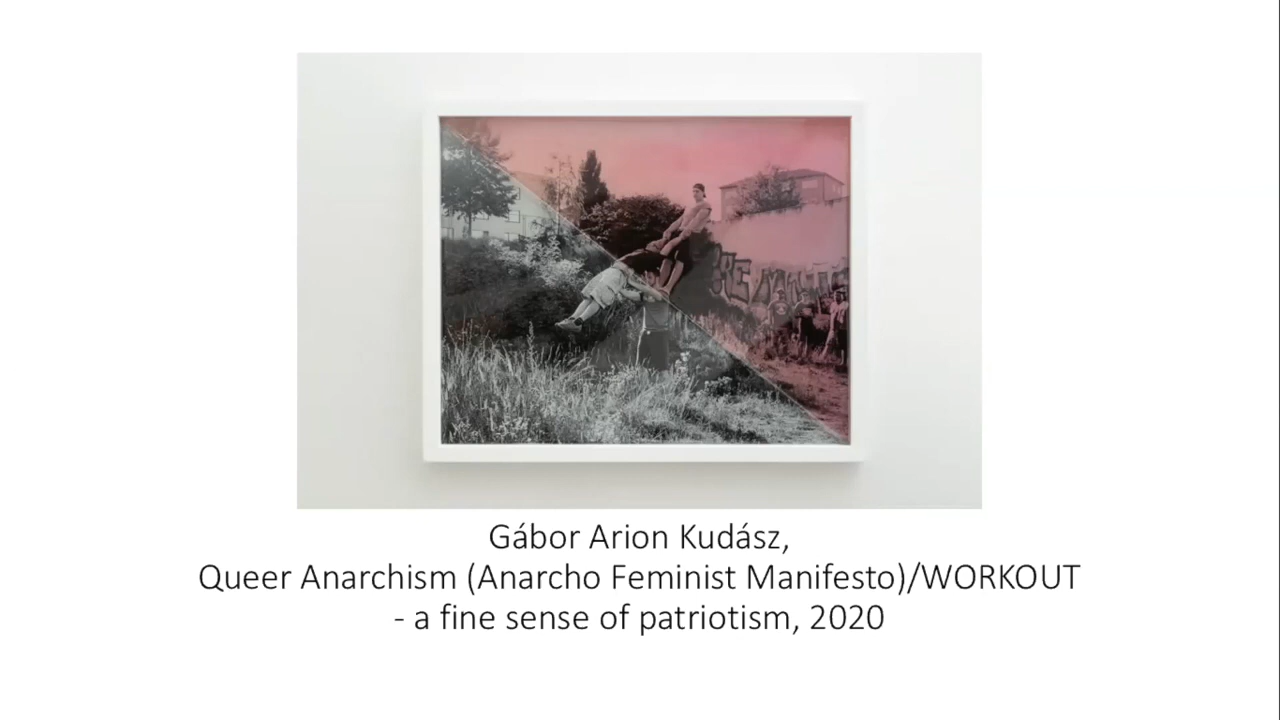 Gábor Arion Kudász,
Queer Anarchism (Anarcho Feminist Manifesto)/WORKOUT
- a fine sense of patriotism, 2020